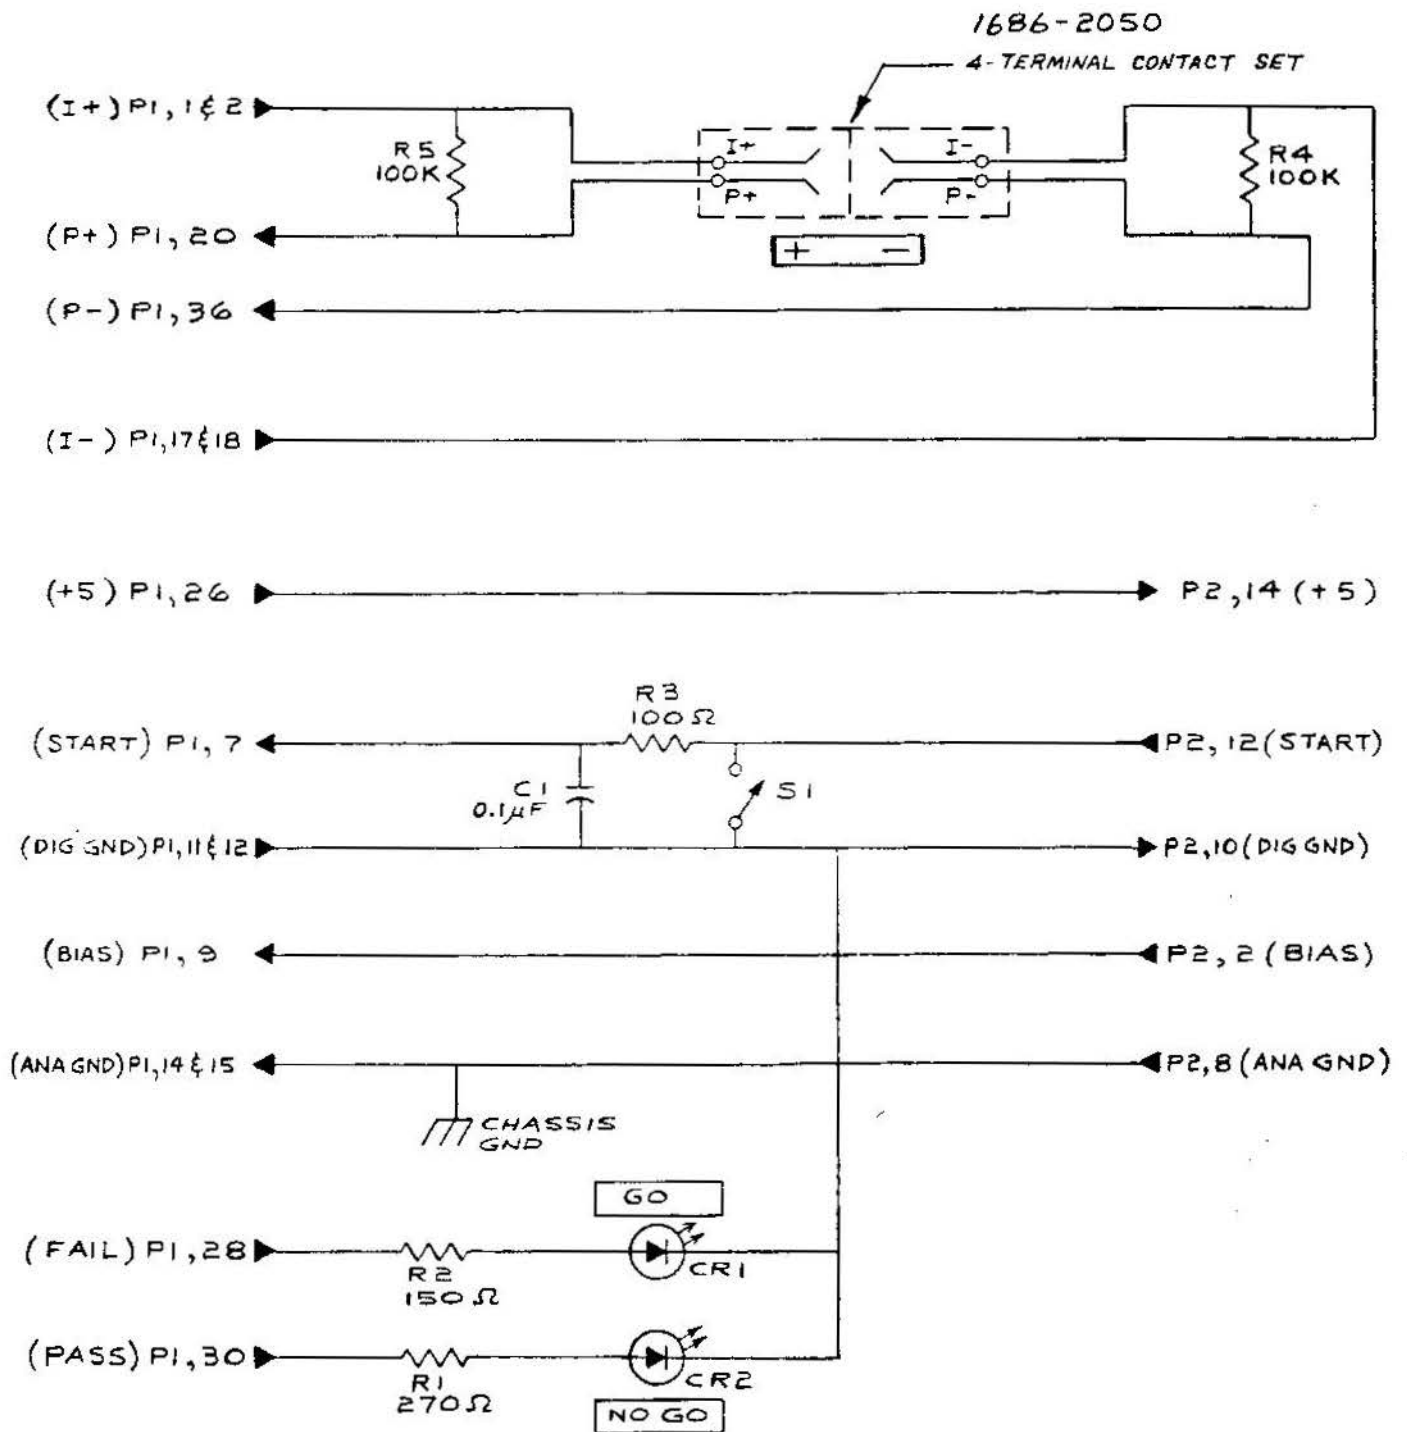 1686-2050
4-TERMINAL CONTACT SET
(I+) P1, 1 & 2
R5
100K
I+
P+
I-
P-
R4
100K
(P+) P1, 20
+ -
(P-) P1, 36
(I-) P1, 17 & 18
(+5) P1, 26
P2, 14 (+5)
R3
100 Ω
(START) P1, 7
P2, 12 (START)
C1
0.1µF
S1
(DIG GND) P1, 11 & 12
P2, 10 (DIG GND)
(BIAS) P1, 9
P2, 2 (BIAS)
(ANA GND) P1, 14 & 15
P2, 8 (ANA GND)
CHASSIS
GND
GO
(FAIL) P1, 28
R2
150 Ω
CR1
(PASS) P1, 30
R1
270 Ω
CR2
NO GO